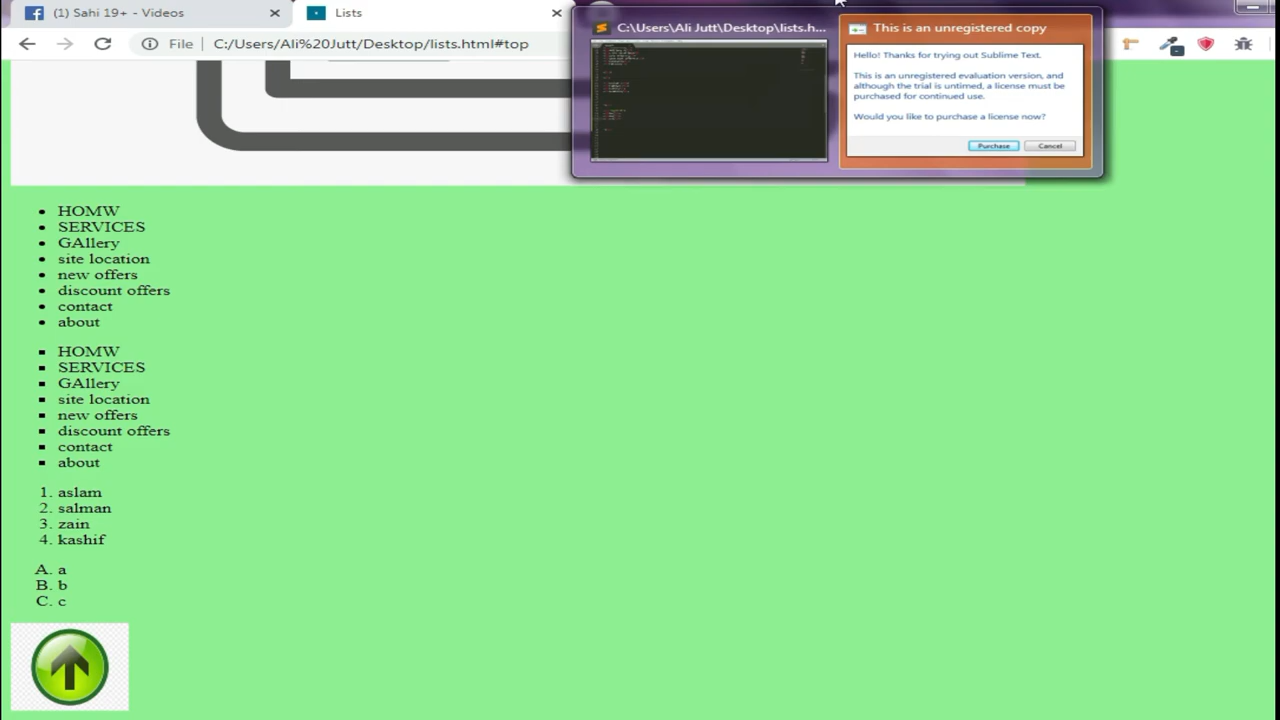 (1) Sahi 19+ - Videos
Lists
File
C:/Users/Ali%20Jutt/Desktop/lists.html#top
C:\Users\Ali Jutt\Desktop\lists.h...
This is an unregistered copy
Hello! Thanks for trying out Sublime Text.
This is an unregistered evaluation version, and
although the trial is untimed, a license must be
purchased for continued use.
Would you like to purchase a license now?
Purchase
Cancel
• HOMW
• SERVICES
• GAllery
• site location
• new offers
• discount offers
• contact
• about
▪ HOMW
▪ SERVICES
▪ GAllery
▪ site location
▪ new offers
▪ discount offers
▪ contact
▪ about
1. aslam
2. salman
3. zain
4. kashif
A. a
B. b
C. c